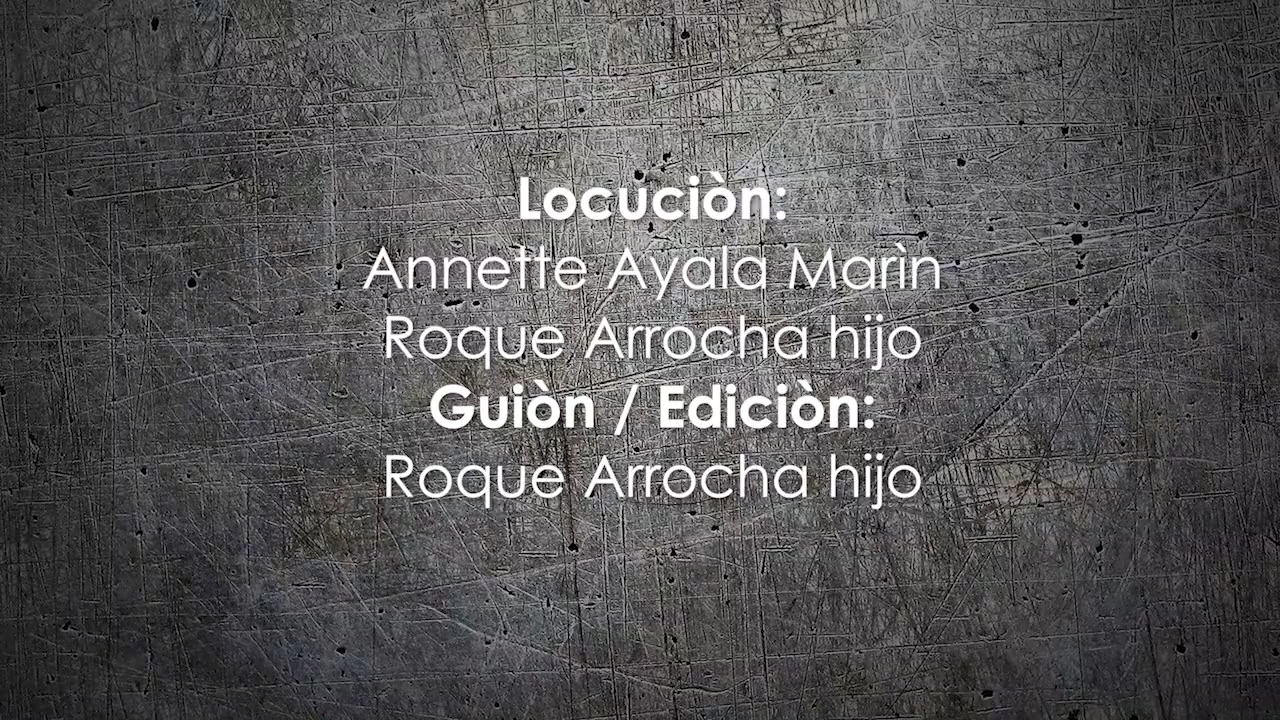 Locuciòn:
Annette Ayala Marìn
Roque Arrocha hijo
Guiòn / Ediciòn:
Roque Arrocha hijo